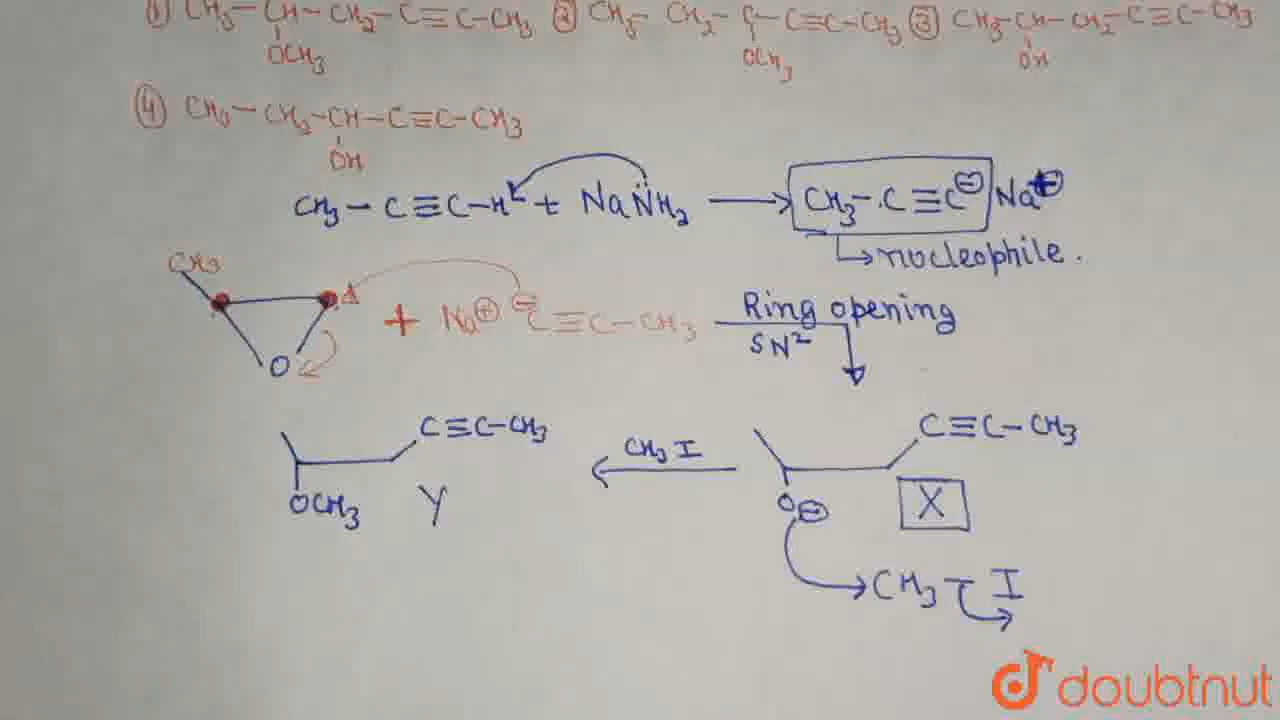 ① CH3-CH-CH2-C≡C-CH3 ② CH3-CH2-C-C≡C-CH3 ③ CH3-CH-CH2-C≡C-CH3
OCH3 OCH3 OH
④ CH3-CH2-CH-C≡C-CH3
OH
CH3-C≡C-H + NaN̈H2 → CH3-C≡C⊖ Na⊕
→ nucleophile.
CH3
O + Na⊕ ⊖C≡C-CH3 Ring opening
SN2
C≡C-CH3 CH3I C≡C-CH3
OCH3 Y O⊖ X
CH3-I
doubtnut